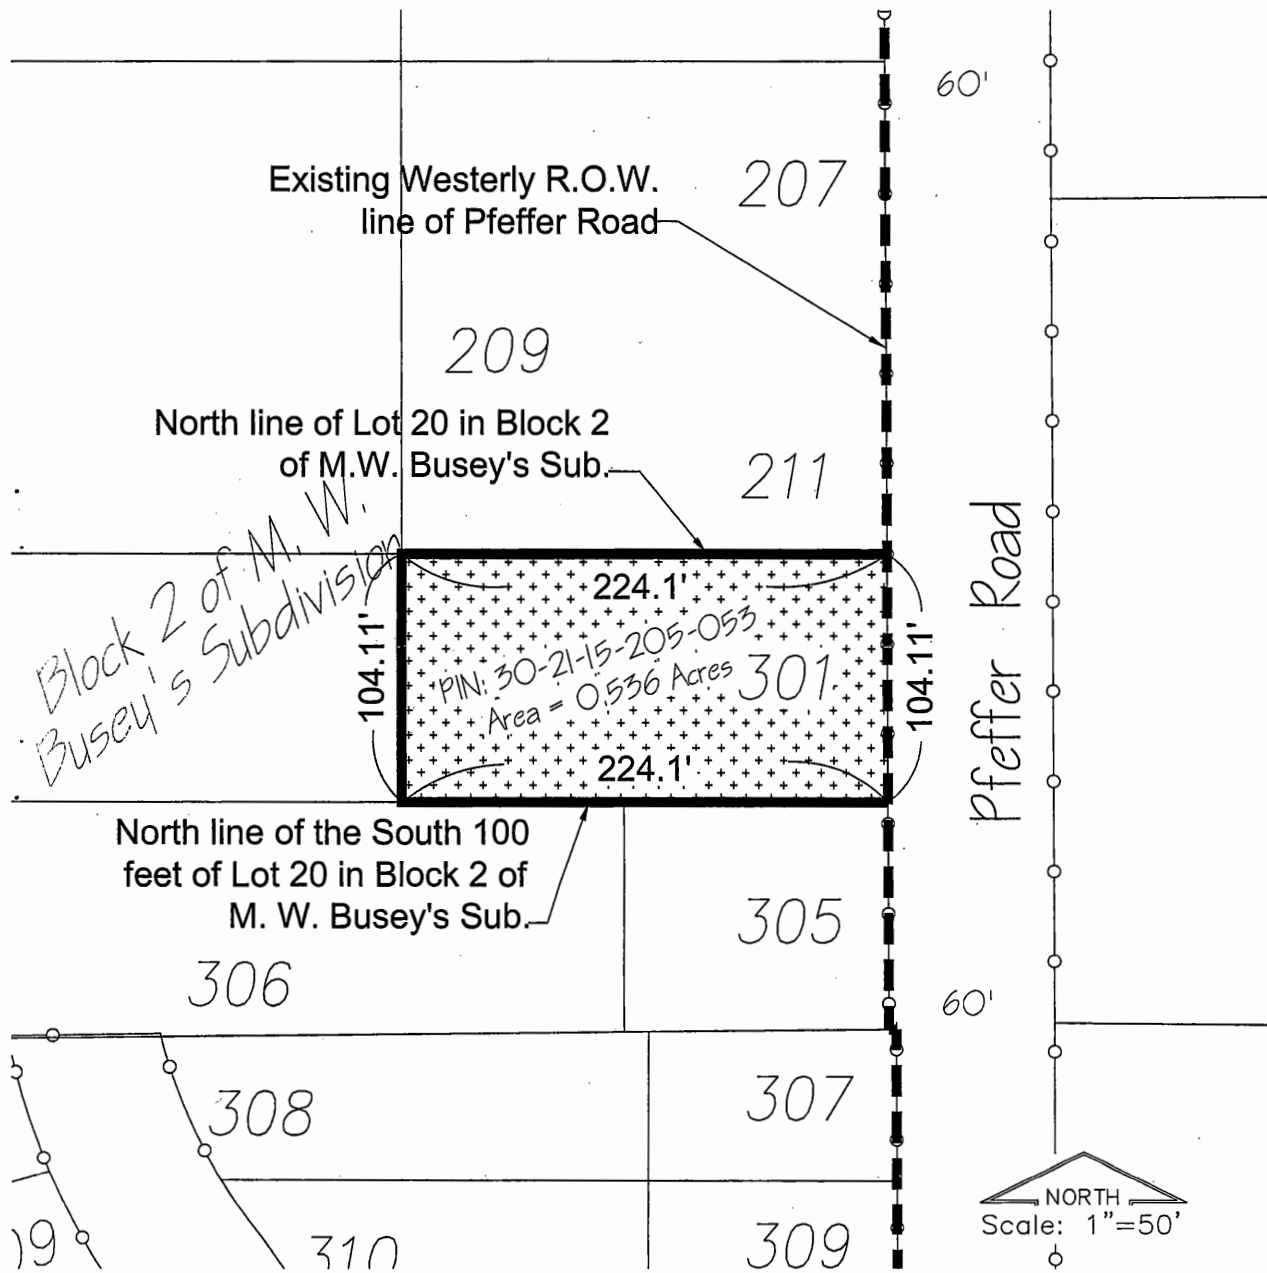 60'
Existing Westerly R.O.W.
line of Pfeffer Road
207
209
North line of Lot 20 in Block 2
of M.W. Busey's Sub.
211
Block 2 of M. W.
Busey's Subdivision
224.1'
104.11'
PIN: 30-21-15-205-053
Area = 0.536 Acres
301
104.11'
224.1'
Pfeffer Road
North line of the South 100
feet of Lot 20 in Block 2 of
M. W. Busey's Sub.
305
306
60'
307
308
NORTH
Scale: 1"=50'
309
310